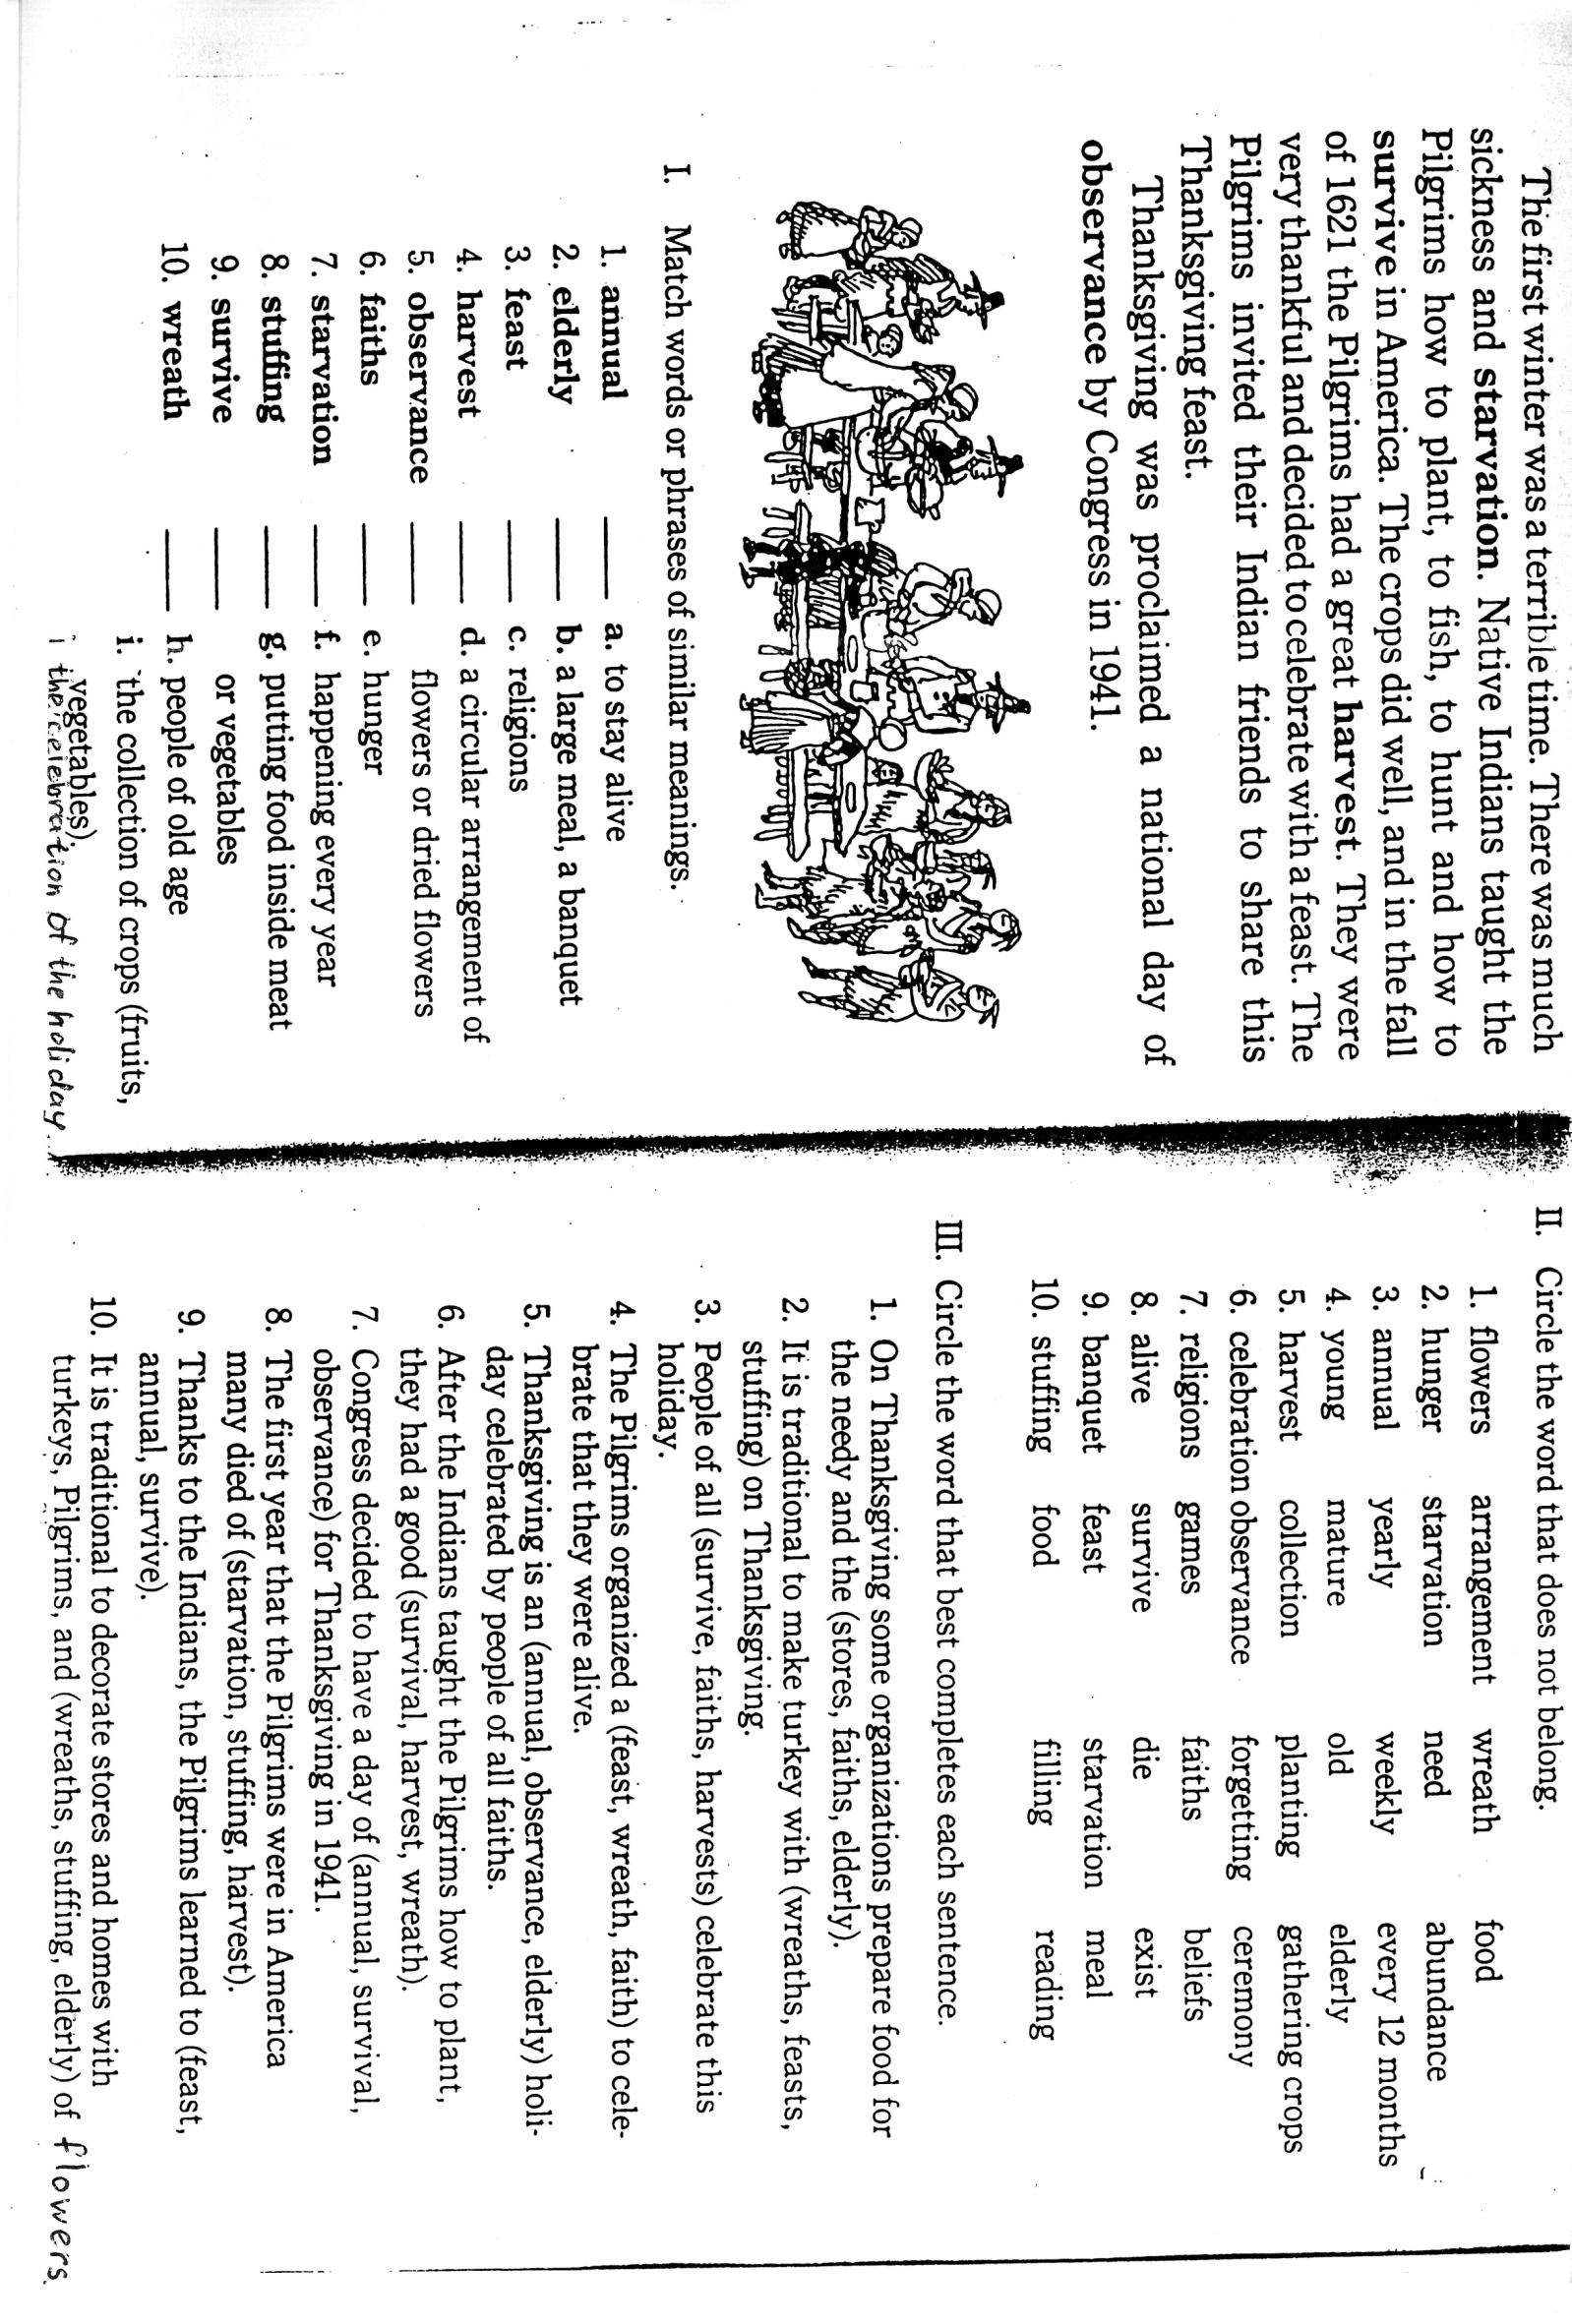 The first winter was a terrible time. There was much
sickness and starvation. Native Indians taught the
Pilgrims how to plant, to fish, to hunt and how to
survive in America. The crops did well, and in the fall
of 1621 the Pilgrims had a great harvest. They were
very thankful and decided to celebrate with a feast. The
Pilgrims invited their Indian friends to share this
Thanksgiving feast.
Thanksgiving was proclaimed a national day of
observance by Congress in 1941.
I. Match words or phrases of similar meanings.
1. annual ____ a. to stay alive
2. elderly ____ b. a large meal, a banquet
3. feast ____ c. religions
4. harvest ____ d. a circular arrangement of
flowers or dried flowers
5. observance ____
6. faiths ____ e. hunger
7. starvation ____ f. happening every year
8. stuffing ____ g. putting food inside meat
or vegetables
9. survive ____
10. wreath ____ h. people of old age
i. the collection of crops (fruits,
vegetables)
j the celebration of the holiday.
II. Circle the word that does not belong.
1. flowers arrangement wreath food
2. hunger starvation need abundance
3. annual yearly weekly every 12 months
4. young mature old elderly
5. harvest collection planting gathering crops
6. celebration observance forgetting ceremony
7. religions games faiths beliefs
8. alive survive die exist
9. banquet feast starvation meal
10. stuffing food filling reading
III. Circle the word that best completes each sentence.
1. On Thanksgiving some organizations prepare food for
the needy and the (stores, faiths, elderly).
2. It is traditional to make turkey with (wreaths, feasts,
stuffing) on Thanksgiving.
3. People of all (survive, faiths, harvests) celebrate this
holiday.
4. The Pilgrims organized a (feast, wreath, faith) to cele-
brate that they were alive.
5. Thanksgiving is an (annual, observance, elderly) holi-
day celebrated by people of all faiths.
6. After the Indians taught the Pilgrims how to plant,
they had a good (survival, harvest, wreath).
7. Congress decided to have a day of (annual, survival,
observance) for Thanksgiving in 1941.
8. The first year that the Pilgrims were in America
many died of (starvation, stuffing, harvest).
9. Thanks to the Indians, the Pilgrims learned to (feast,
annual, survive).
10. It is traditional to decorate stores and homes with
turkeys, Pilgrims, and (wreaths, stuffing, elderly) of flowers.